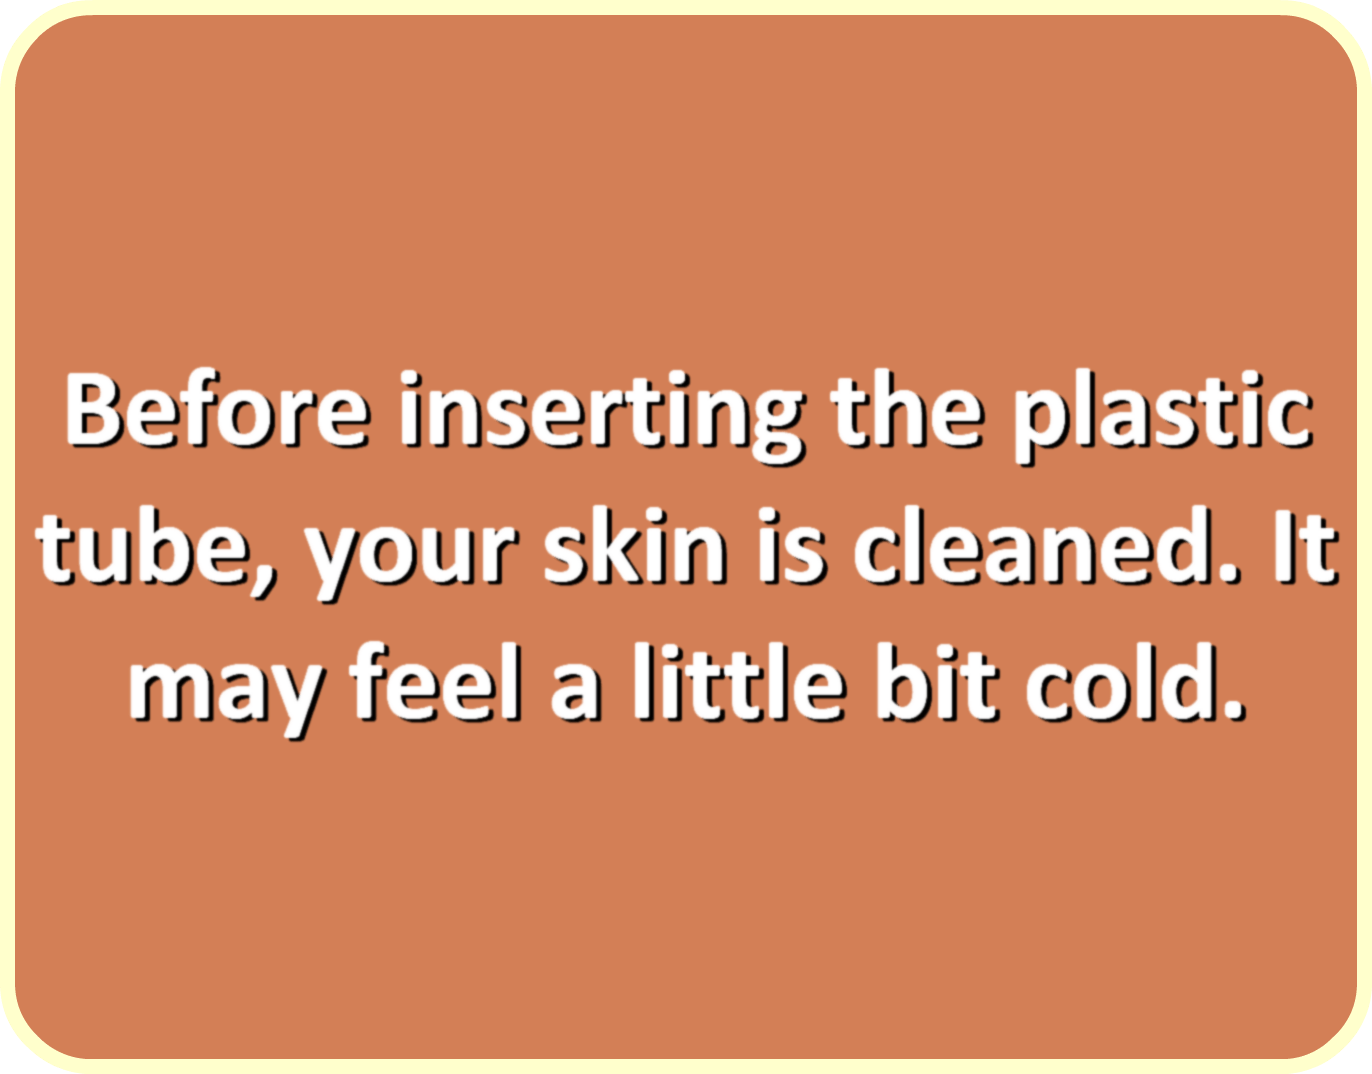 Before inserting the plastic
tube, your skin is cleaned. It
may feel a little bit cold.